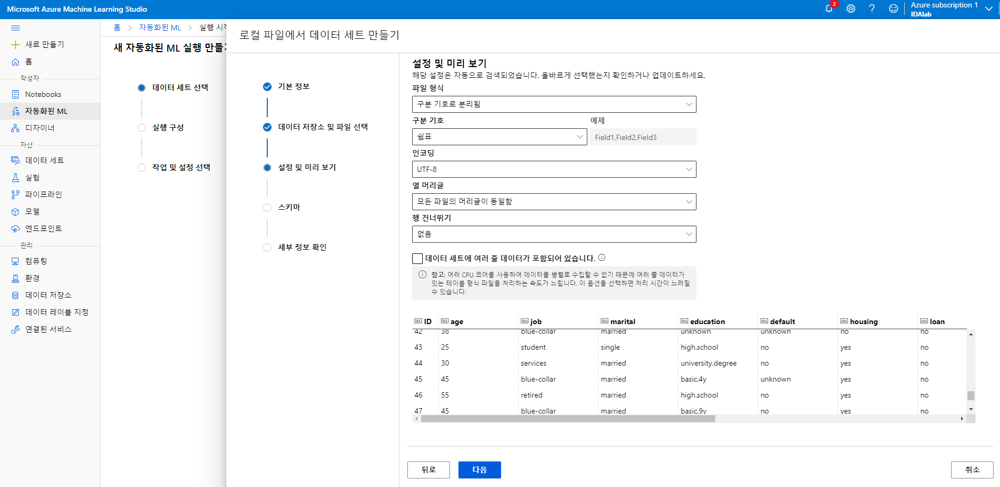 Microsoft Azure Machine Learning Studio
2
Azure subscription 1
IDAlab
새로 만들기
홈
작성자
Notebooks
자동화된 ML
디자이너
자산
데이터 세트
실험
파이프라인
모델
엔드포인트
관리
컴퓨팅
환경
데이터 저장소
데이터 레이블 지정
연결된 서비스
홈 > 자동화된 ML > 실행 시작
새 자동화된 ML 실행 만들기
데이터 세트 선택
실행 구성
작업 및 설정 선택
로컬 파일에서 데이터 세트 만들기
기본 정보
데이터 저장소 및 파일 선택
설정 및 미리 보기
스키마
세부 정보 확인
설정 및 미리 보기
해당 설정은 자동으로 검색되었습니다. 올바르게 선택했는지 확인하거나 업데이트하세요.
파일 형식
구분 기호로 분리됨
구분 기호 예제
쉼표 Field1,Field2,Field3
인코딩
UTF-8
열 머리글
모든 파일의 머리글이 동일함
행 건너뛰기
없음
데이터 세트에 여러 줄 데이터가 포함되어 있습니다.
참고: 여러 CPU 코어를 사용하여 데이터를 병렬로 수집할 수 없기 때문에 여러 줄 데이터가
있는 테이블 형식 파일을 처리하는 속도가 느립니다. 이 옵션을 선택하면 처리 시간이 느려질
수 있습니다.
123 ID 123 age Abc job Abc marital Abc education Abc default Abc housing Abc loan
42 38 blue-collar married unknown unknown no no
43 25 student single high.school no yes no
44 30 services married university.degree no yes no
45 45 blue-collar married basic.4y unknown yes no
46 55 retired married high.school no yes no
47 45 blue-collar married basic.9y no yes no
뒤로
다음
취소